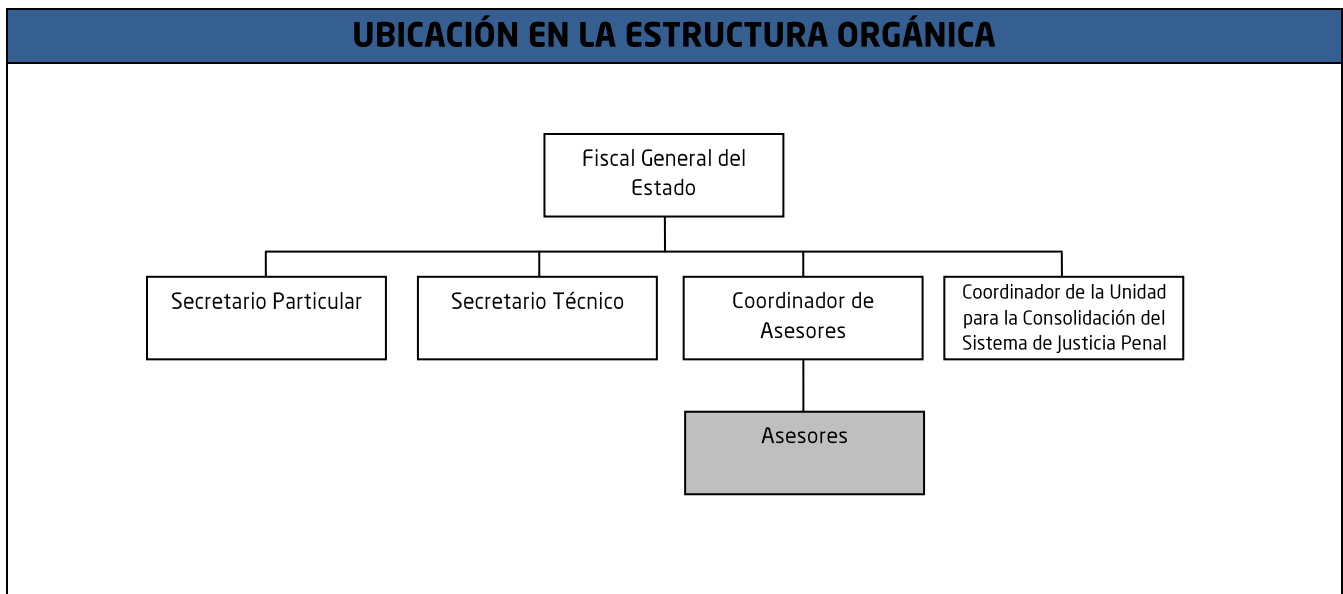 UBICACIÓN EN LA ESTRUCTURA ORGÁNICA
Fiscal General del
Estado
Secretario Particular
Secretario Técnico
Coordinador de
Asesores
Coordinador de la Unidad
para la Consolidación del
Sistema de Justicia Penal
Asesores